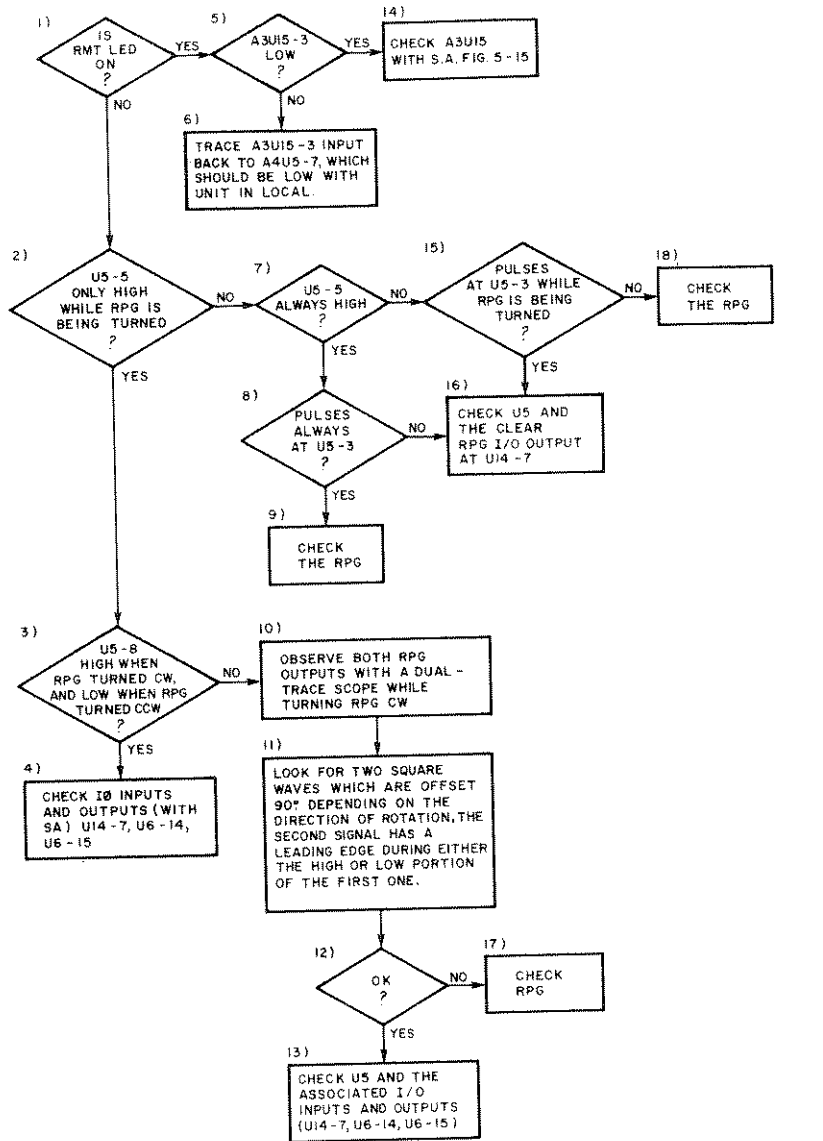 1)
IS
RMT LED
ON
?
YES
NO
5)
A3U15-3
LOW
?
YES
NO
14)
CHECK A3U15
WITH S.A, FIG. 5-15
6)
TRACE A3U15-3 INPUT
BACK TO A4U5-7, WHICH
SHOULD BE LOW WITH
UNIT IN LOCAL.
2)
U5-5
ONLY HIGH
WHILE RPG IS
BEING TURNED
?
NO
YES
7)
U5-5
ALWAYS HIGH
?
NO
YES
15)
PULSES
AT U5-3 WHILE
RPG IS BEING
TURNED
?
NO
YES
18)
CHECK
THE RPG
8)
PULSES
ALWAYS
AT U5-3
?
NO
YES
16)
CHECK U5 AND
THE CLEAR
RPG I/O OUTPUT
AT U14-7
9)
CHECK
THE RPG
3)
U5-8
HIGH WHEN
RPG TURNED CW,
AND LOW WHEN RPG
TURNED CCW
?
NO
YES
10)
OBSERVE BOTH RPG
OUTPUTS WITH A DUAL-
TRACE SCOPE WHILE
TURNING RPG CW
4)
CHECK IØ INPUTS
AND OUTPUTS (WITH
SA) U14-7, U6-14,
U6-15
11)
LOOK FOR TWO SQUARE
WAVES WHICH ARE OFFSET
90° DEPENDING ON THE
DIRECTION OF ROTATION, THE
SECOND SIGNAL HAS A
LEADING EDGE DURING EITHER
THE HIGH OR LOW PORTION
OF THE FIRST ONE.
12)
OK
?
NO
YES
17)
CHECK
RPG
13)
CHECK U5 AND THE
ASSOCIATED I/O
INPUTS AND OUTPUTS
(U14-7, U6-14, U6-15)